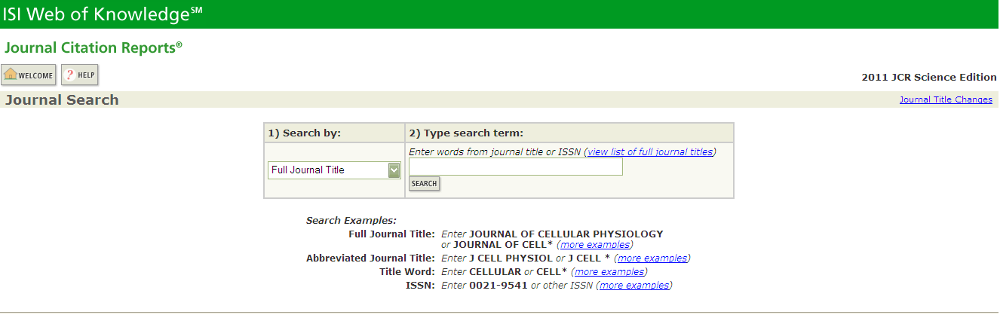 ISI Web of Knowledge℠
Journal Citation Reports®
WELCOME
? HELP
2011 JCR Science Edition
Journal Search
Journal Title Changes
1) Search by:
2) Type search term:
Enter words from journal title or ISSN (view list of full journal titles)
Full Journal Title
SEARCH
Search Examples:
Full Journal Title: Enter JOURNAL OF CELLULAR PHYSIOLOGY
or JOURNAL OF CELL* (more examples)
Abbreviated Journal Title: Enter J CELL PHYSIOL or J CELL * (more examples)
Title Word: Enter CELLULAR or CELL* (more examples)
ISSN: Enter 0021-9541 or other ISSN (more examples)